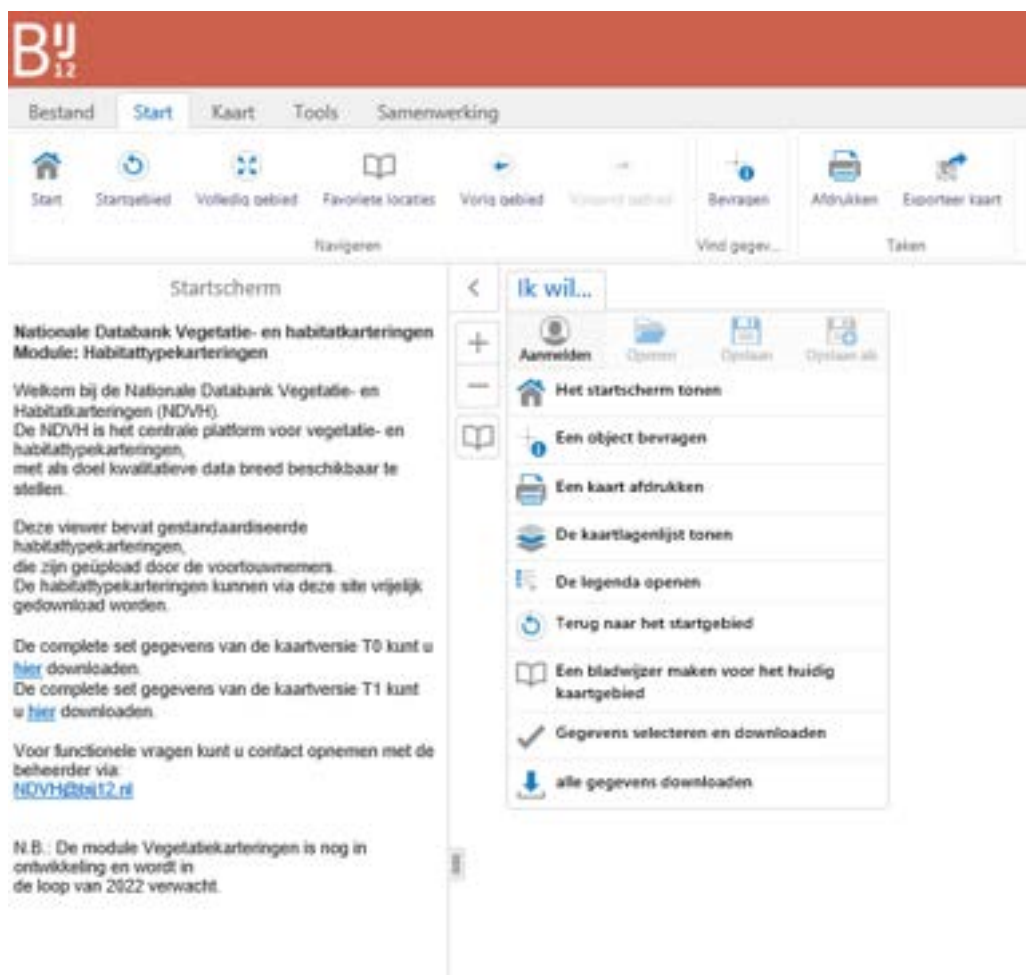 BIJ
12
Bestand Start Kaart Tools Samenwerking
Start Startgebied Volledig gebied Favoriete locaties Vorig gebied Volgend gebied Bevragen Afdrukken Exporteer kaart
Navigeren Vind gegev... Taken
Startscherm
Nationale Databank Vegetatie- en habitatkarteringen
Module: Habitattypekarteringen
Welkom bij de Nationale Databank Vegetatie- en
Habitatkarteringen (NDVH).
De NDVH is het centrale platform voor vegetatie- en
habitattypekarteringen,
met als doel kwalitatieve data breed beschikbaar te
stellen.
Deze viewer bevat gestandaardiseerde
habitattypekarteringen,
die zijn geüpload door de voortouwnemers.
De habitattypekarteringen kunnen via deze site vrijelijk
gedownload worden.
De complete set gegevens van de kaartversie T0 kunt u
hier downloaden.
De complete set gegevens van de kaartversie T1 kunt
u hier downloaden.
Voor functionele vragen kunt u contact opnemen met de
beheerder via:
NDVH@bij12.nl
N.B.: De module Vegetatiekarteringen is nog in
ontwikkeling en wordt in
de loop van 2022 verwacht.
Ik wil...
Aanmelden Openen Opslaan Opslaan als
Het startscherm tonen
Een object bevragen
Een kaart afdrukken
De kaartlagenlijst tonen
De legenda openen
Terug naar het startgebied
Een bladwijzer maken voor het huidig
kaartgebied
Gegevens selecteren en downloaden
alle gegevens downloaden